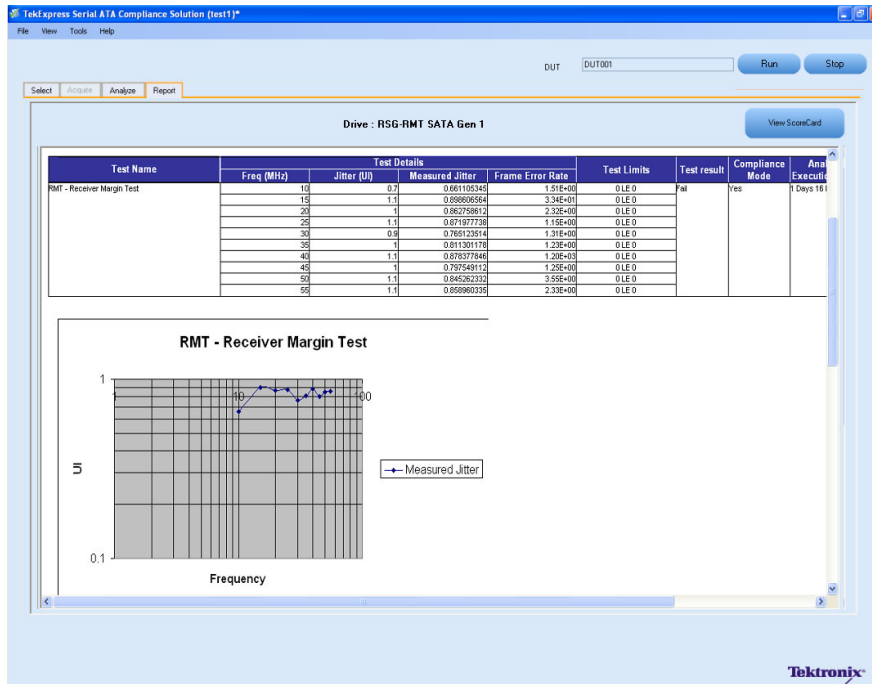 TekExpress Serial ATA Compliance Solution (test1)*
File View Tools Help
DUT DUT001 Run Stop
Select Acquire Analyze Report
Drive : RSG-RMT SATA Gen 1
View ScoreCard
Test Name Test Details Test Limits Test result Compliance Mode Anal Executio
Freq (MHz) Jitter (UI) Measured Jitter Frame Error Rate
RMT - Receiver Margin Test 10 0.7 0.661105345 1.51E+00 0 LE 0 Fail Yes 1 Days 16 
15 1.1 0.898606564 3.34E+01 0 LE 0
20 1 0.862758612 2.32E+00 0 LE 0
25 1.1 0.871977738 1.15E+00 0 LE 0
30 0.9 0.765123514 1.31E+00 0 LE 0
35 1 0.811301178 1.23E+00 0 LE 0
40 1.1 0.878377846 1.20E+03 0 LE 0
45 1 0.797549112 1.25E+00 0 LE 0
50 1.1 0.845262332 3.55E+00 0 LE 0
55 1.1 0.858960335 2.33E+00 0 LE 0
RMT - Receiver Margin Test
1
1 10 100
UI
Measured Jitter
0.1
Frequency
Tektronix